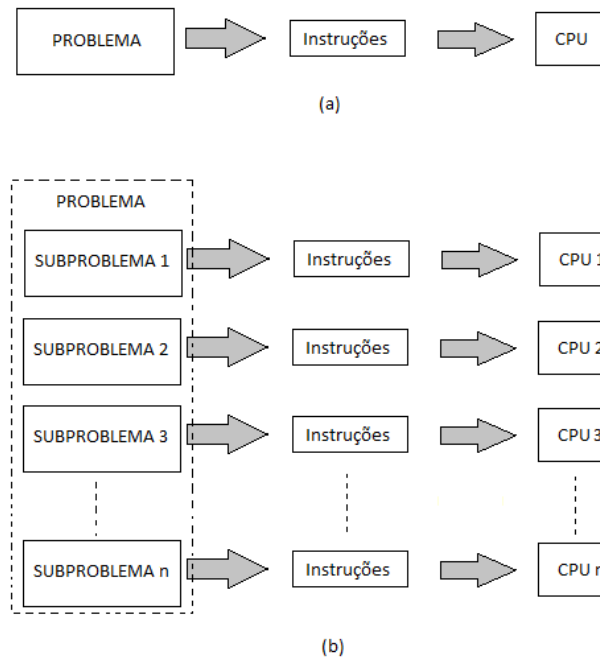 PROBLEMA Instruções CPU
(a)
PROBLEMA
SUBPROBLEMA 1 Instruções CPU 1
SUBPROBLEMA 2 Instruções CPU 2
SUBPROBLEMA 3 Instruções CPU 3
SUBPROBLEMA n Instruções CPU n
(b)